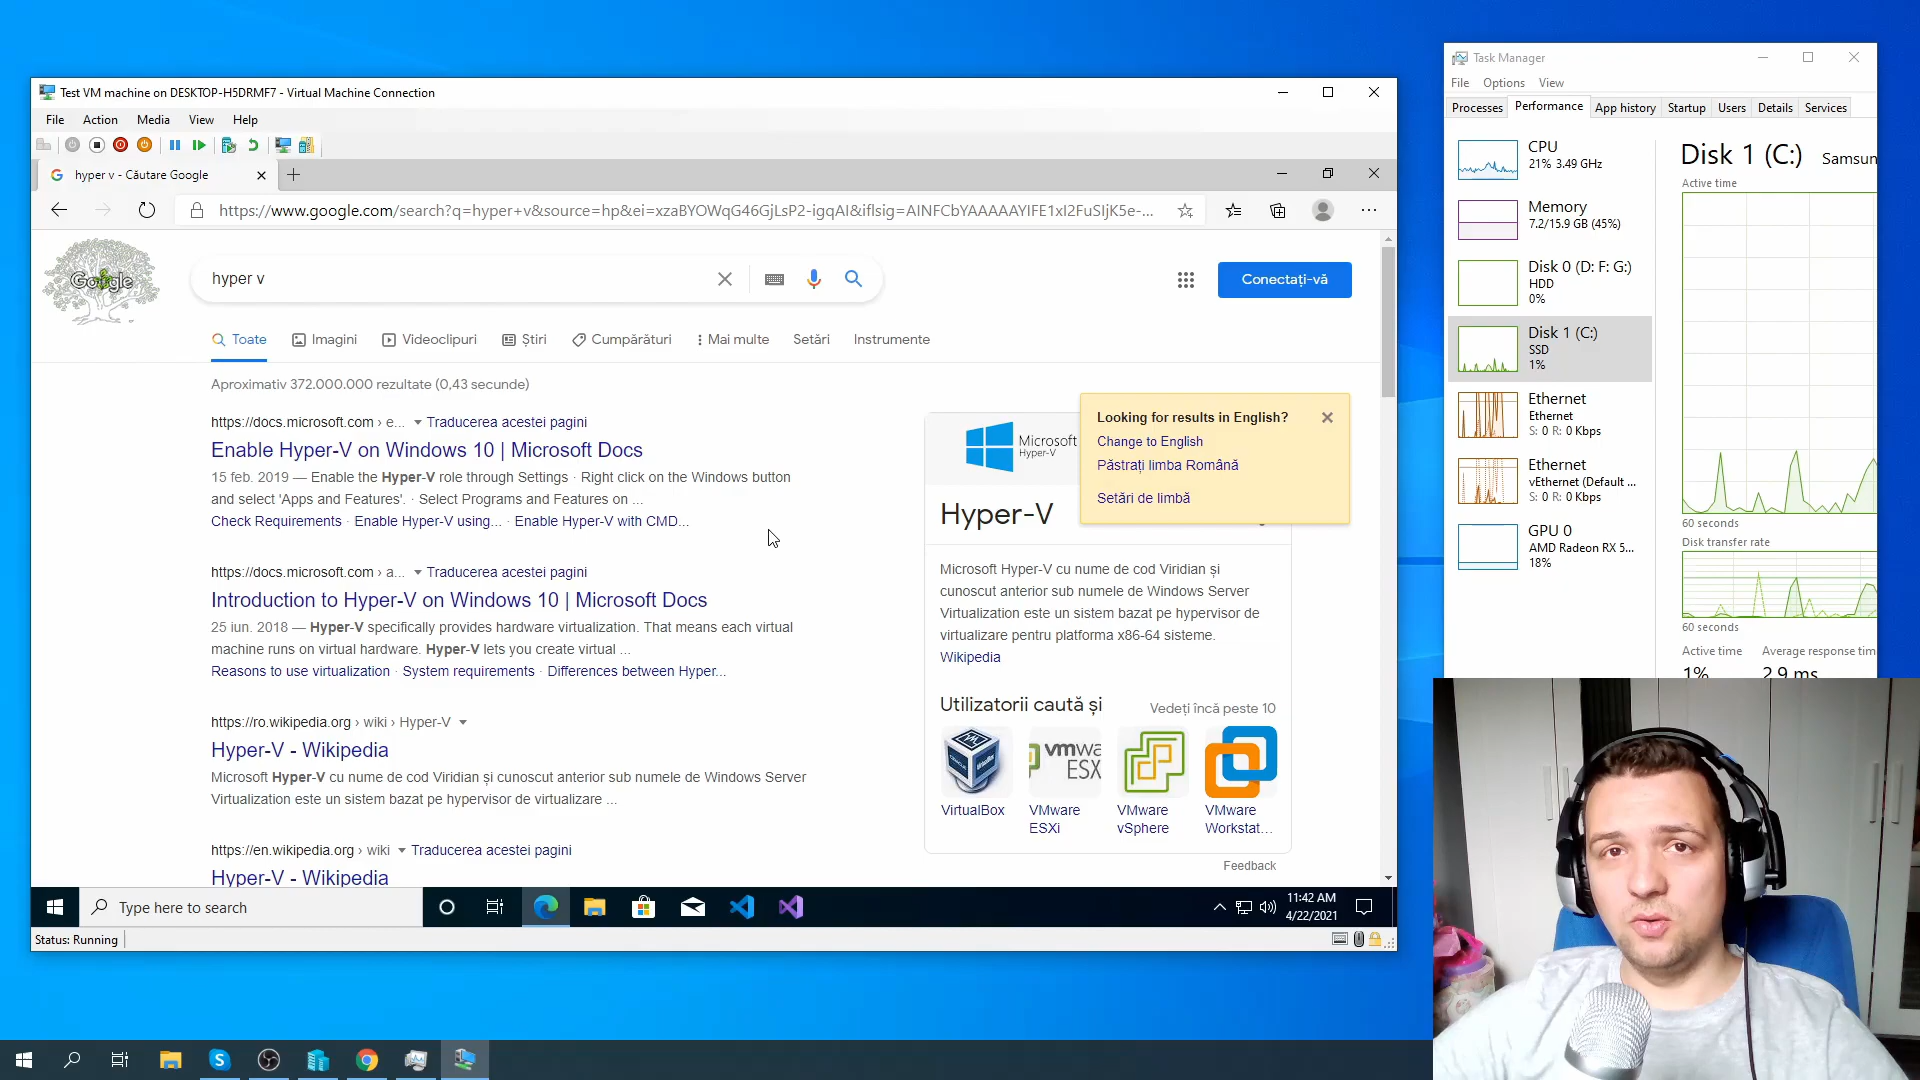 Test VM machine on DESKTOP-H5DRMF7 - Virtual Machine Connection
File Action Media View Help
hyper v - Căutare Google
https://www.google.com/search?q=hyper+v&source=hp&ei=xzaBYOWqG46GjLsP2-igqAI&iflsig=AINFCbYAAAAAYIFE1xI2FuSIjK5e-...
Google
hyper v
Conectați-vă
Toate Imagini Videoclipuri Știri Cumpărături Mai multe Setări Instrumente
Aproximativ 372.000.000 rezultate (0,43 secunde)
https://docs.microsoft.com › e... Traducerea acestei pagini
Enable Hyper-V on Windows 10 | Microsoft Docs
15 feb. 2019 — Enable the Hyper-V role through Settings · Right click on the Windows button
and select 'Apps and Features'. · Select Programs and Features on ...
Check Requirements · Enable Hyper-V using... · Enable Hyper-V with CMD...
https://docs.microsoft.com › a... Traducerea acestei pagini
Introduction to Hyper-V on Windows 10 | Microsoft Docs
25 iun. 2018 — Hyper-V specifically provides hardware virtualization. That means each virtual
machine runs on virtual hardware. Hyper-V lets you create virtual ...
Reasons to use virtualization · System requirements · Differences between Hyper...
https://ro.wikipedia.org › wiki › Hyper-V
Hyper-V - Wikipedia
Microsoft Hyper-V cu nume de cod Viridian și cunoscut anterior sub numele de Windows Server
Virtualization este un sistem bazat pe hypervisor de virtualizare ...
https://en.wikipedia.org › wiki Traducerea acestei pagini
Hyper-V - Wikipedia
Microsoft
Hyper-V
Looking for results in English?
Change to English
Păstrați limba Română
Setări de limbă
Hyper-V
Microsoft Hyper-V cu nume de cod Viridian și
cunoscut anterior sub numele de Windows Server
Virtualization este un sistem bazat pe hypervisor de
virtualizare pentru platforma x86-64 sisteme.
Wikipedia
Utilizatorii caută și Vedeți încă peste 10
VirtualBox
VMware
ESXi
VMware
vSphere
VMware
Workstat...
Feedback
Type here to search
11:42 AM
4/22/2021
Status: Running
Task Manager
File Options View
Processes Performance App history Startup Users Details Services
CPU
21% 3.49 GHz
Memory
7.2/15.9 GB (45%)
Disk 0 (D: F: G:)
HDD
0%
Disk 1 (C:)
SSD
1%
Ethernet
Ethernet
S: 0 R: 0 Kbps
Ethernet
vEthernet (Default ...
S: 0 R: 0 Kbps
GPU 0
AMD Radeon RX 5...
18%
Disk 1 (C:) Samsun
Active time
60 seconds
Disk transfer rate
60 seconds
Active time Average response tim
1% 2.9 ms